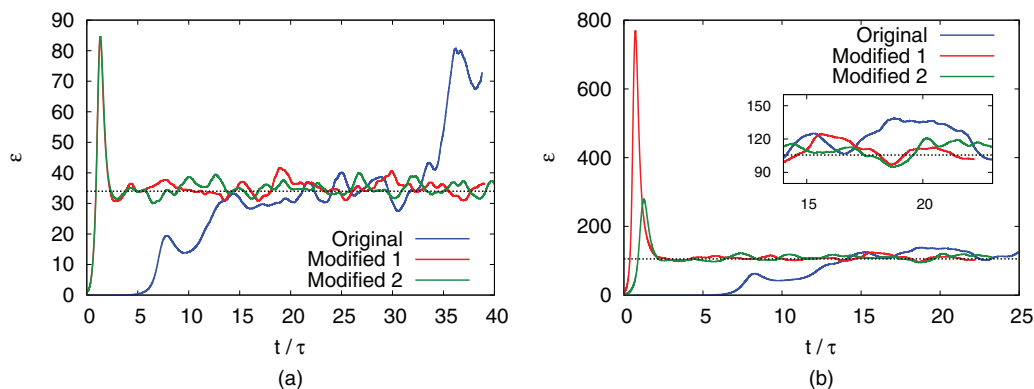 90
80
70
60
50
40
30
20
10
0
ε
0 5 10 15 20 25 30 35 40
t / τ
Original
Modified 1
Modified 2
(a)
800
600
400
200
0
ε
0 5 10 15 20 25
t / τ
Original
Modified 1
Modified 2
150
120
90
15 20
(b)